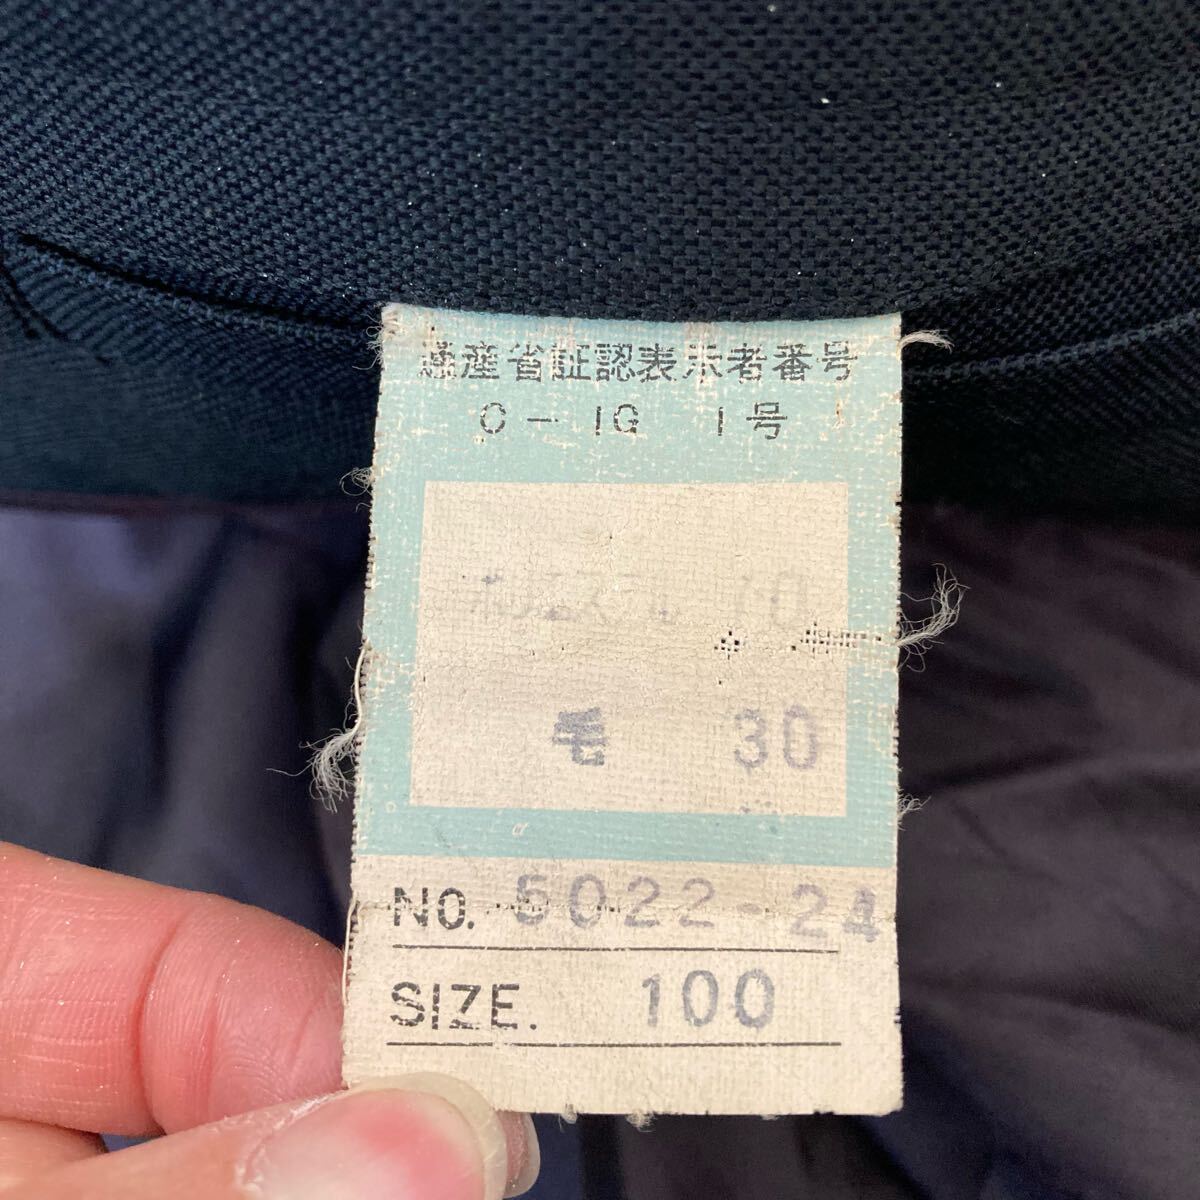 通産省証認表示者番号
C-IG 1号
毛 30
NO. 5022-24
SIZE. 100